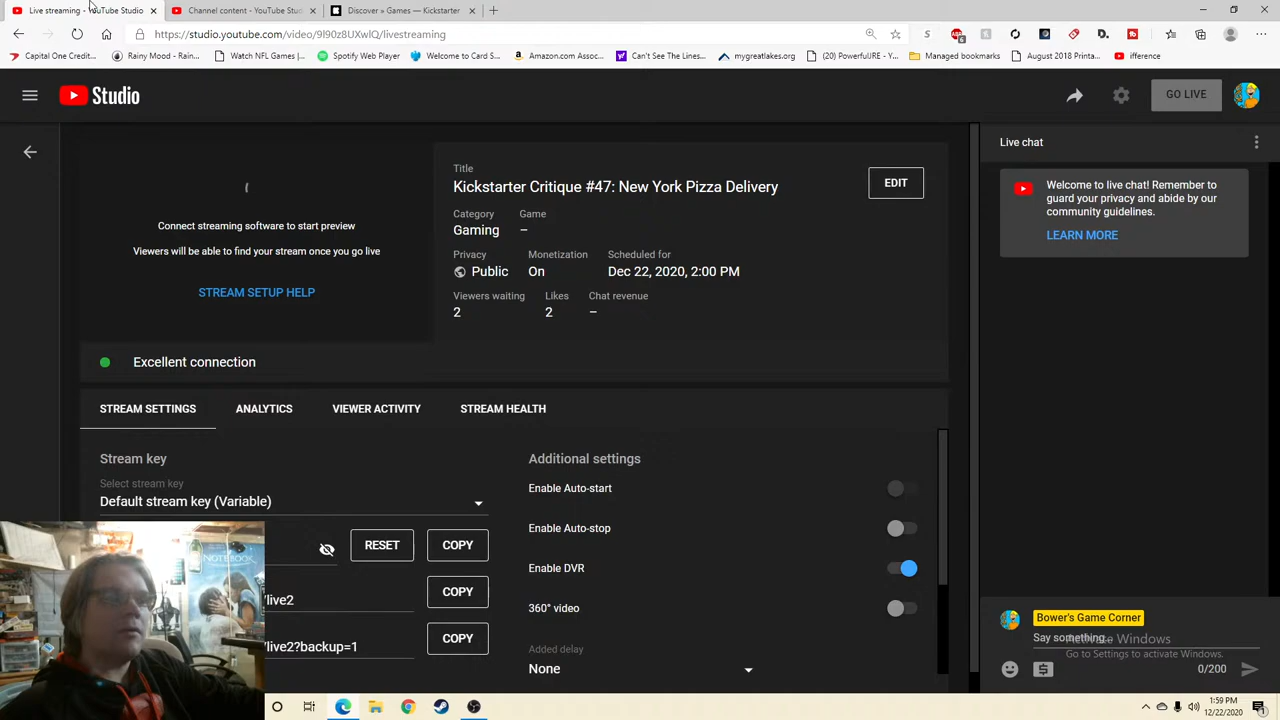 Live streaming - YouTube Studio
Channel content - YouTube Stud
Discover » Games — Kickstarter
https://studio.youtube.com/video/9l90z8UXwlQ/livestreaming
Capital One Credit...
Rainy Mood - Rain...
Watch NFL Games |...
Spotify Web Player
Welcome to Card S...
Amazon.com Assoc...
Can't See The Lines...
mygreatlakes.org
(20) PowerfulJRE - Y...
Managed bookmarks
August 2018 Printa...
ifference
Studio
GO LIVE
Live chat
Title
Kickstarter Critique #47: New York Pizza Delivery
EDIT
Welcome to live chat! Remember to
guard your privacy and abide by our
community guidelines.
LEARN MORE
Connect streaming software to start preview
Viewers will be able to find your stream once you go live
STREAM SETUP HELP
Category
Game
Gaming
–
Privacy
Monetization
Scheduled for
Public
On
Dec 22, 2020, 2:00 PM
Viewers waiting
Likes
Chat revenue
2
2
–
Excellent connection
STREAM SETTINGS
ANALYTICS
VIEWER ACTIVITY
STREAM HEALTH
Stream key
Additional settings
Select stream key
Default stream key (Variable)
Enable Auto-start
Enable Auto-stop
RESET
COPY
Enable DVR
/live2
COPY
360° video
/live2?backup=1
COPY
Added delay
None
NOTEBOOK
Bower's Game Corner
Say something...
Activate Windows
Go to Settings to activate Windows.
0/200
1:59 PM
12/22/2020